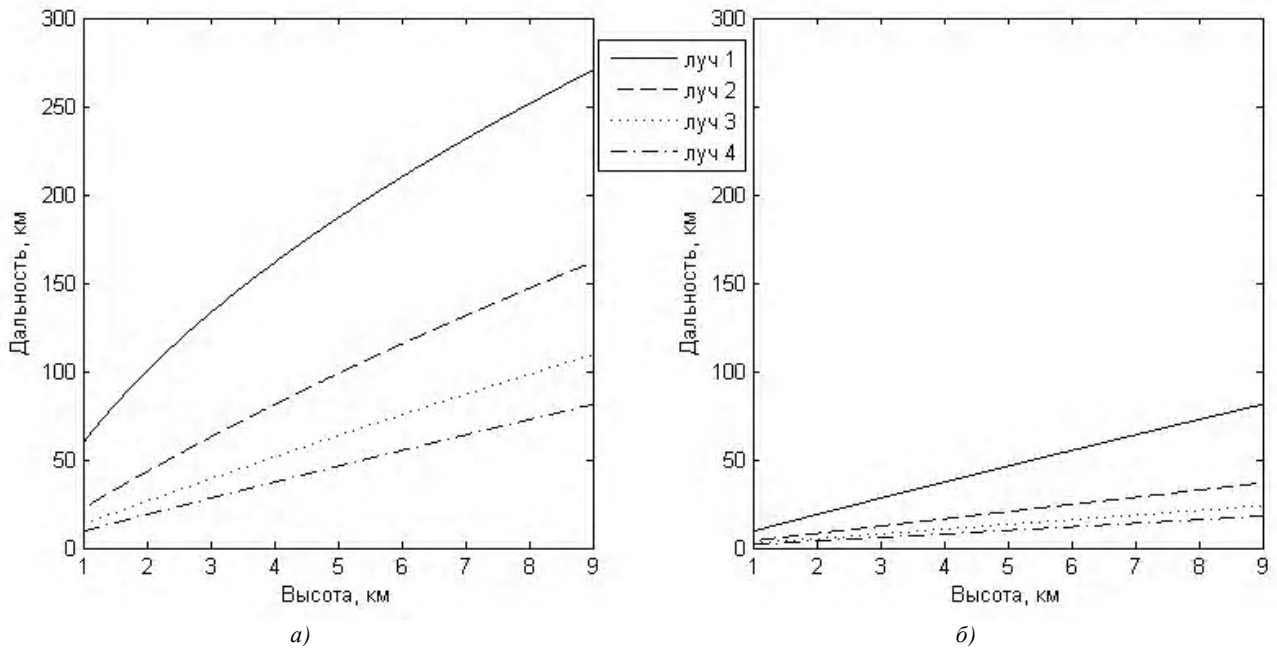 300
250
200
150
100
50
0
Дальность, км
1 2 3 4 5 6 7 8 9
Высота, км
а)
луч 1
луч 2
луч 3
луч 4
300
250
200
150
100
50
0
Дальность, км
1 2 3 4 5 6 7 8 9
Высота, км
б)